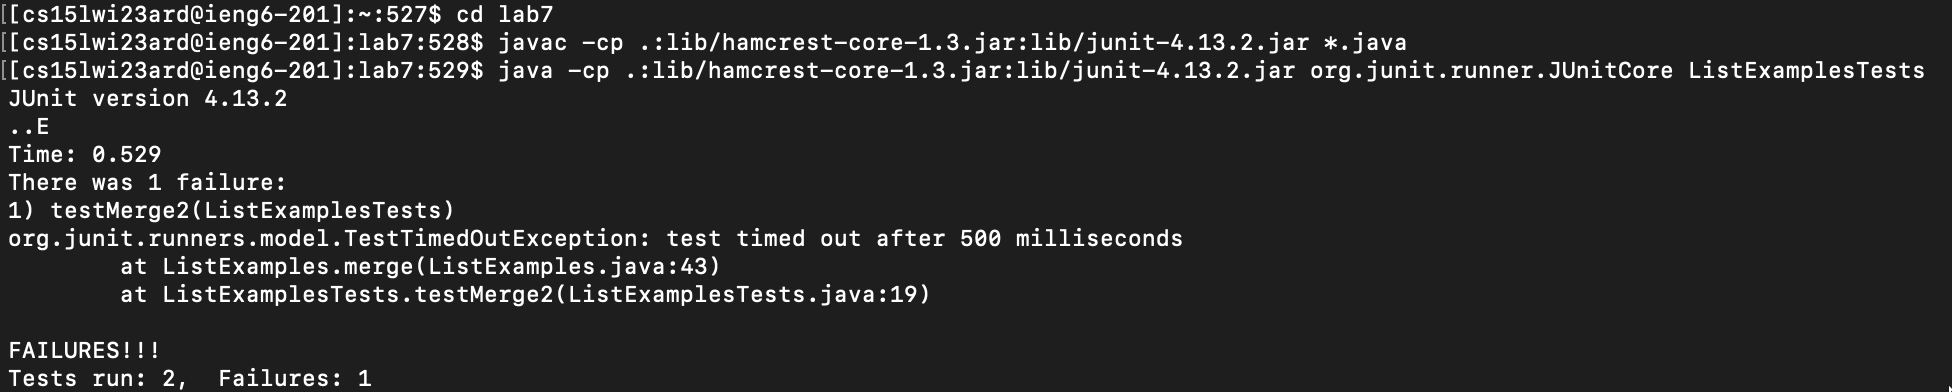 [[cs15lwi23ard@ieng6-201]:~:527$ cd lab7
[[cs15lwi23ard@ieng6-201]:lab7:528$ javac -cp .:lib/hamcrest-core-1.3.jar:lib/junit-4.13.2.jar *.java
[[cs15lwi23ard@ieng6-201]:lab7:529$ java -cp .:lib/hamcrest-core-1.3.jar:lib/junit-4.13.2.jar org.junit.runner.JUnitCore ListExamplesTests
JUnit version 4.13.2
..E
Time: 0.529
There was 1 failure:
1) testMerge2(ListExamplesTests)
org.junit.runners.model.TestTimedOutException: test timed out after 500 milliseconds
        at ListExamples.merge(ListExamples.java:43)
        at ListExamplesTests.testMerge2(ListExamplesTests.java:19)

FAILURES!!!
Tests run: 2,  Failures: 1